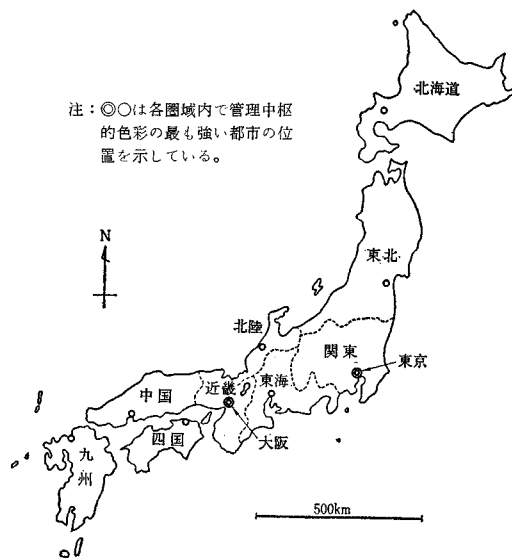 注：◎○は各圏域内で管理中枢
的色彩の最も強い都市の位
置を示している。
北海道
N
東北
北陸
関東
東京
中国
近畿
東海
四国
大阪
九州
500km